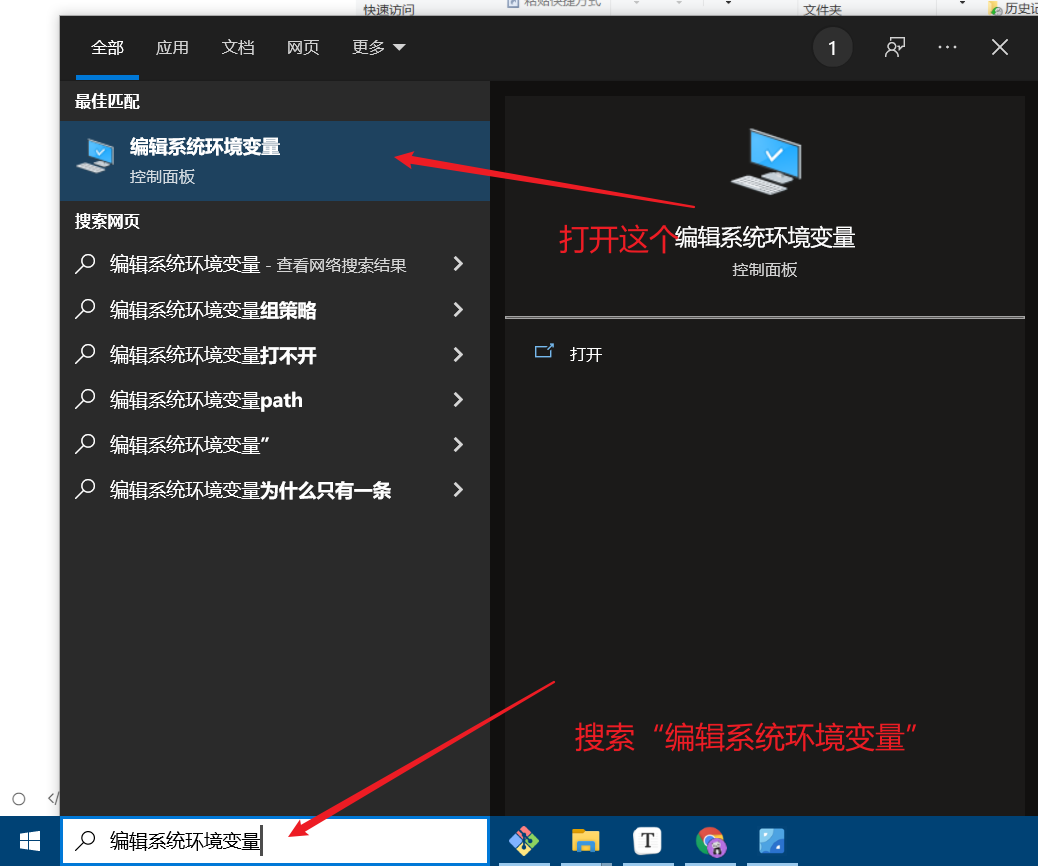 快速访问
粘贴快捷方式
文件夹
历史记
全部 应用 文档 网页 更多
1
最佳匹配
编辑系统环境变量
控制面板
搜索网页
编辑系统环境变量 - 查看网络搜索结果
编辑系统环境变量组策略
编辑系统环境变量打不开
编辑系统环境变量path
编辑系统环境变量”
编辑系统环境变量为什么只有一条
打开这个
编辑系统环境变量
控制面板
打开
搜索“编辑系统环境变量”
</>
编辑系统环境变量
T